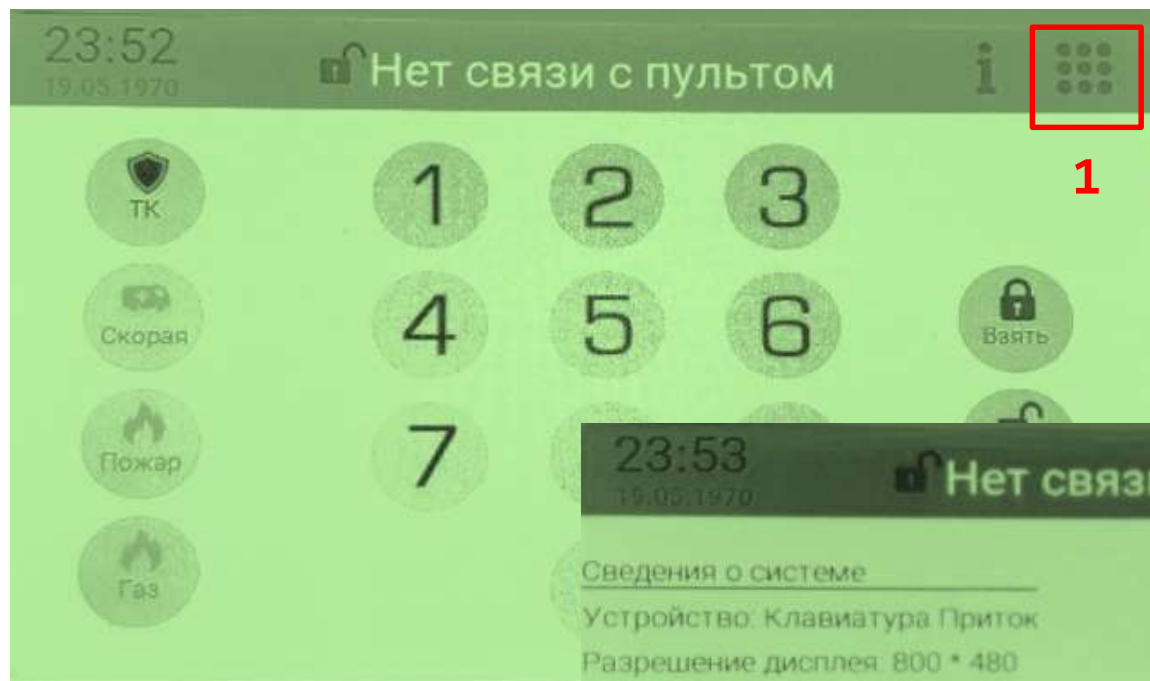 23:52
19.05.1970
Нет связи с пультом
i
1
ТК
1
2
3
Скорая
4
5
6
Взять
Пожар
7
Газ
23:53
19.05.1970
Нет связи
Сведения о системе
Устройство: Клавиатура Приток
Разрешение дисплея: 800 * 480